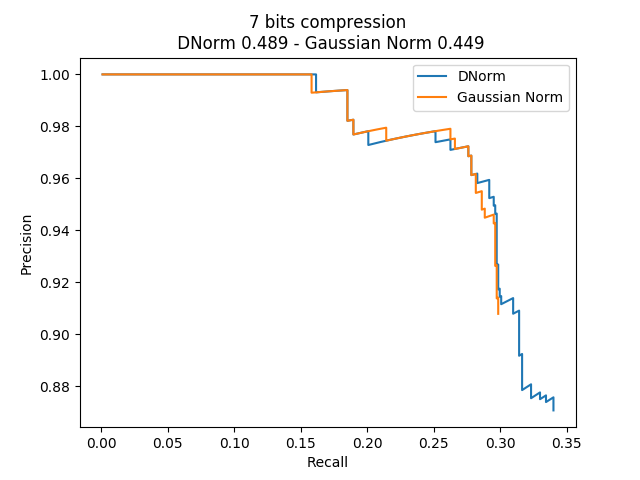 7 bits compression
DNorm 0.489 - Gaussian Norm 0.449
DNorm
Gaussian Norm
1.00
0.98
0.96
0.94
0.92
0.90
0.88
Precision
0.00 0.05 0.10 0.15 0.20 0.25 0.30 0.35
Recall